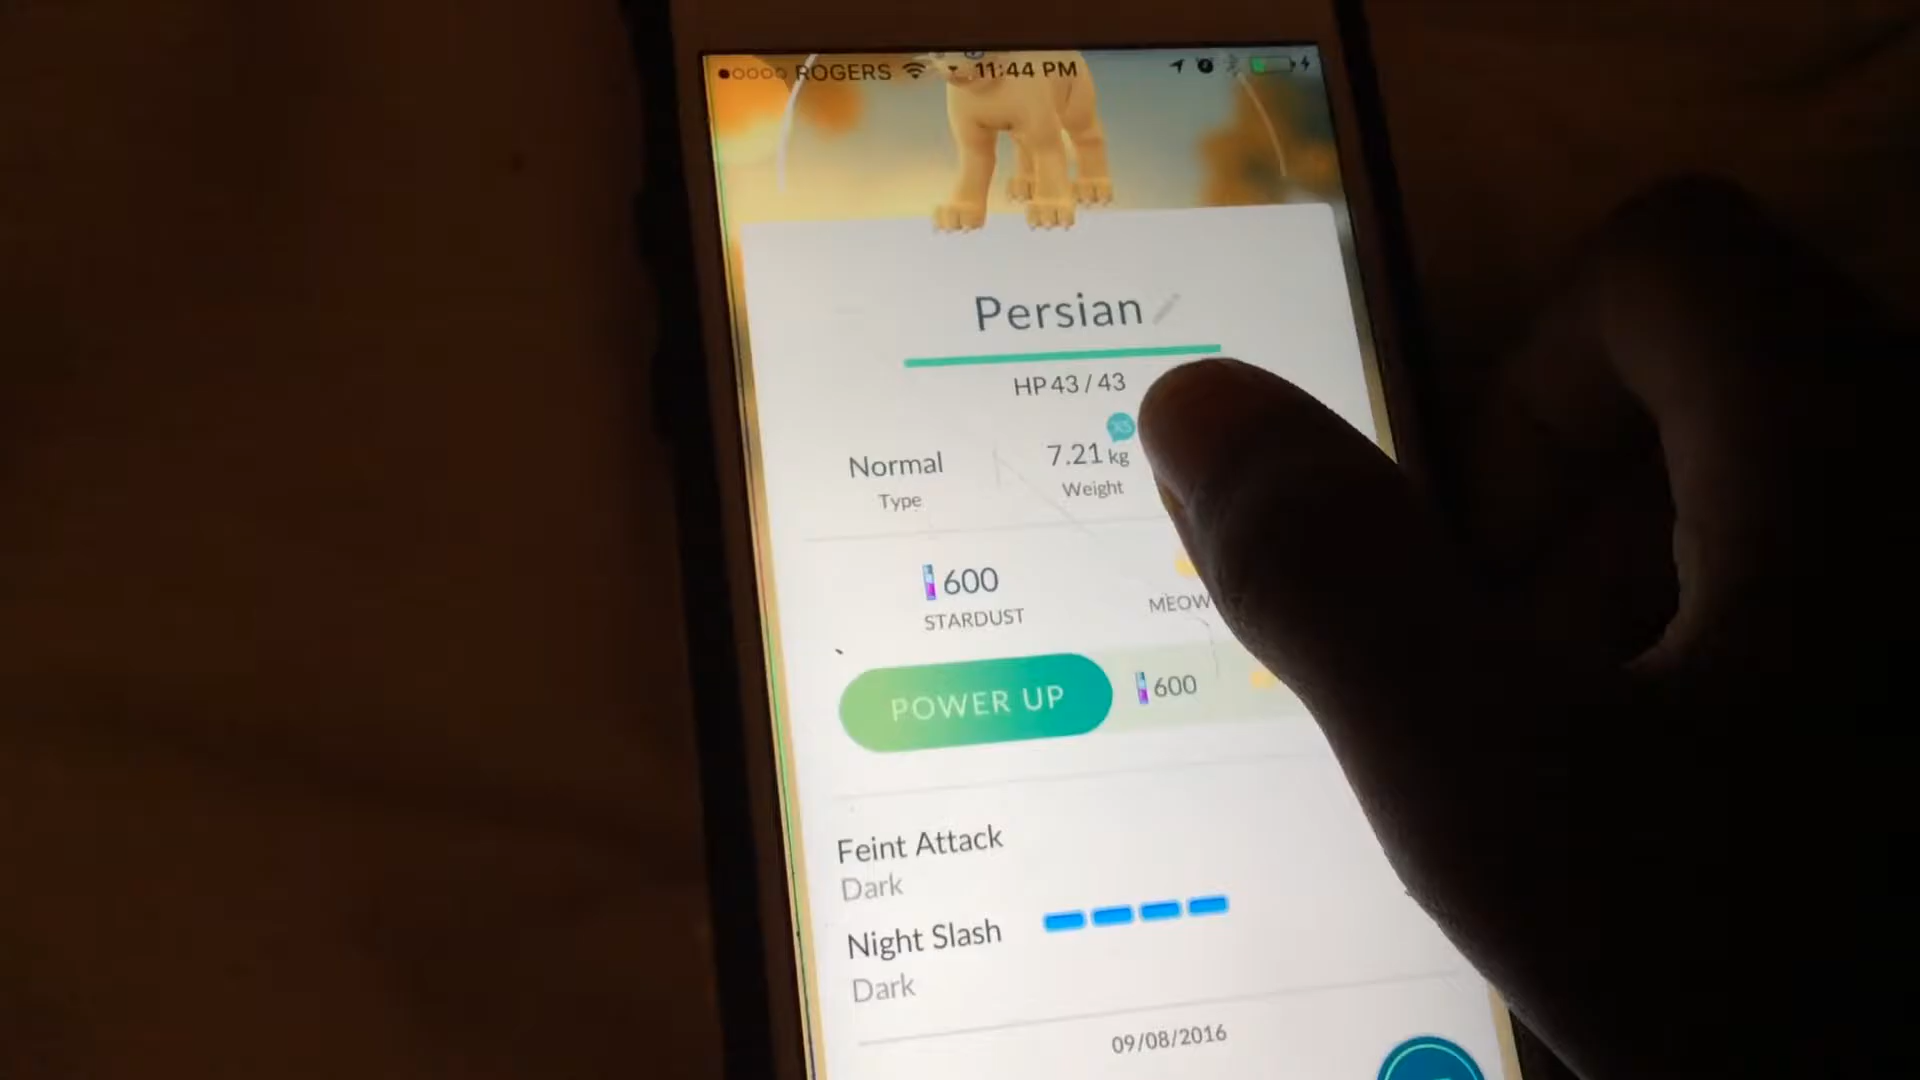 ROGERS 11:44 PM
Persian
HP 43 / 43
XS
Normal
7.21 kg
Type
Weight
600
STARDUST
MEOW
POWER UP
600
Feint Attack
Dark
Night Slash
Dark
09/08/2016